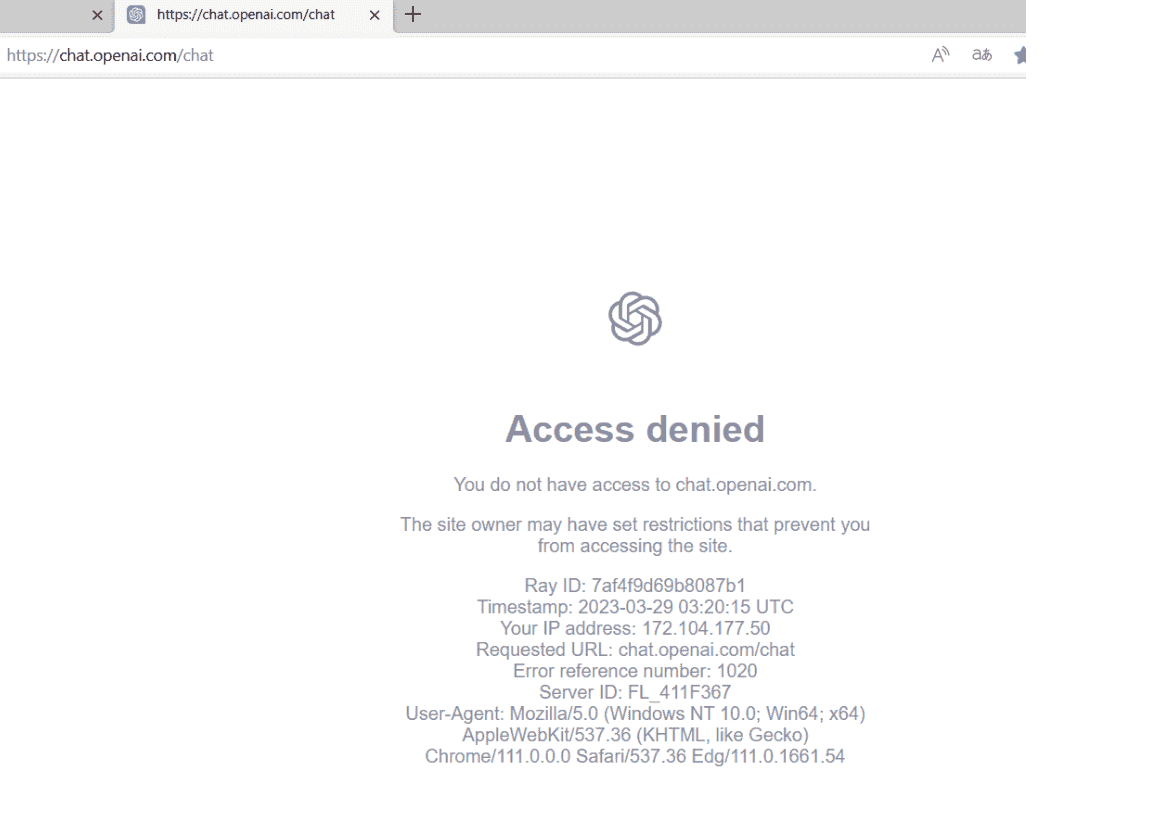 https://chat.openai.com/chat
https://chat.openai.com/chat
A aあ
Access denied
You do not have access to chat.openai.com.
The site owner may have set restrictions that prevent you
from accessing the site.
Ray ID: 7af4f9d69b8087b1
Timestamp: 2023-03-29 03:20:15 UTC
Your IP address: 172.104.177.50
Requested URL: chat.openai.com/chat
Error reference number: 1020
Server ID: FL_411F367
User-Agent: Mozilla/5.0 (Windows NT 10.0; Win64; x64)
AppleWebKit/537.36 (KHTML, like Gecko)
Chrome/111.0.0.0 Safari/537.36 Edg/111.0.1661.54